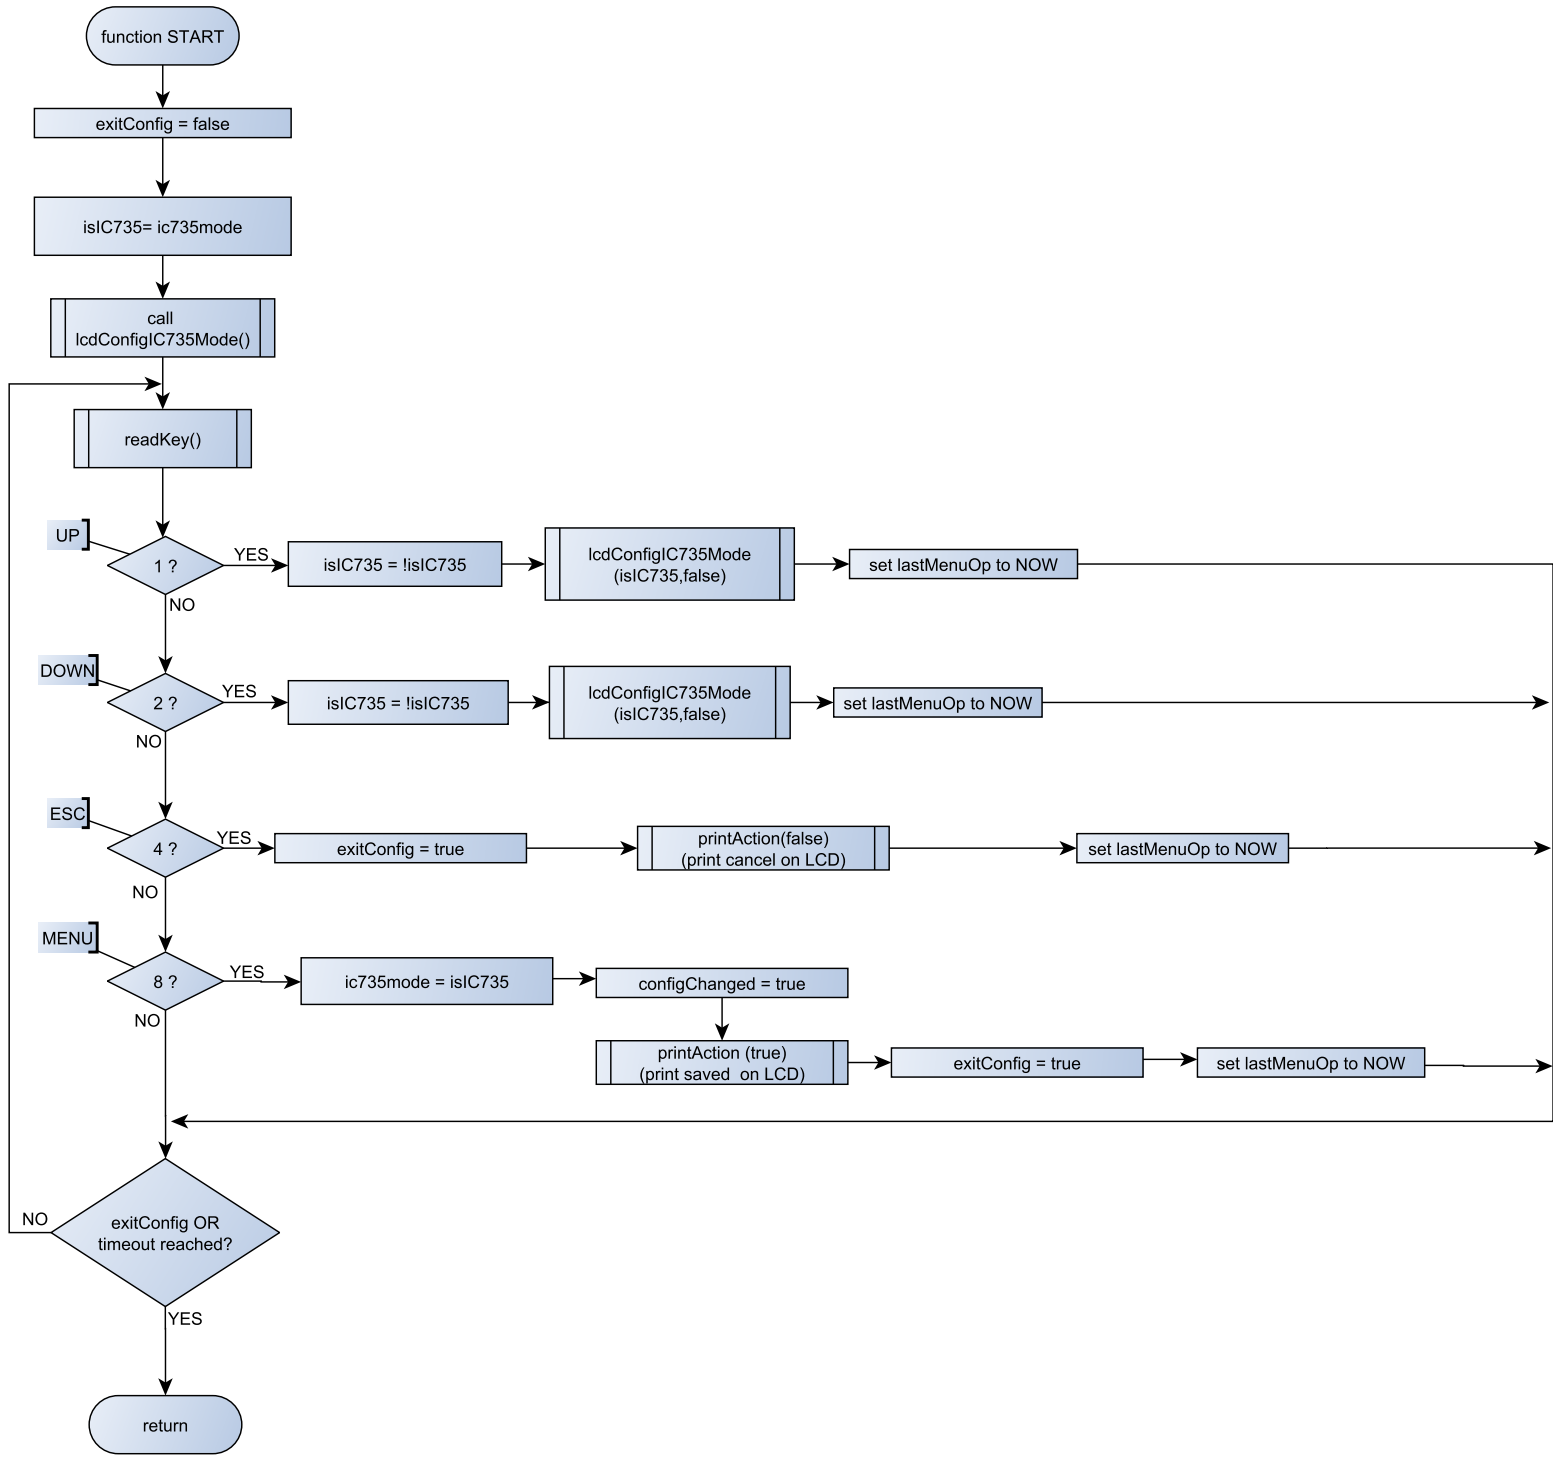 function START
exitConfig = false
isIC735= ic735mode
call
lcdConfigIC735Mode()
readKey()
UP
1 ?
YES
isIC735 = !isIC735
lcdConfigIC735Mode
(isIC735,false)
set lastMenuOp to NOW
NO
DOWN
2 ?
YES
isIC735 = !isIC735
lcdConfigIC735Mode
(isIC735,false)
set lastMenuOp to NOW
NO
ESC
4 ?
YES
exitConfig = true
printAction(false)
(print cancel on LCD)
set lastMenuOp to NOW
NO
MENU
8 ?
YES
ic735mode = isIC735
configChanged = true
NO
printAction (true)
(print saved  on LCD)
exitConfig = true
set lastMenuOp to NOW
exitConfig OR
timeout reached?
NO
YES
return